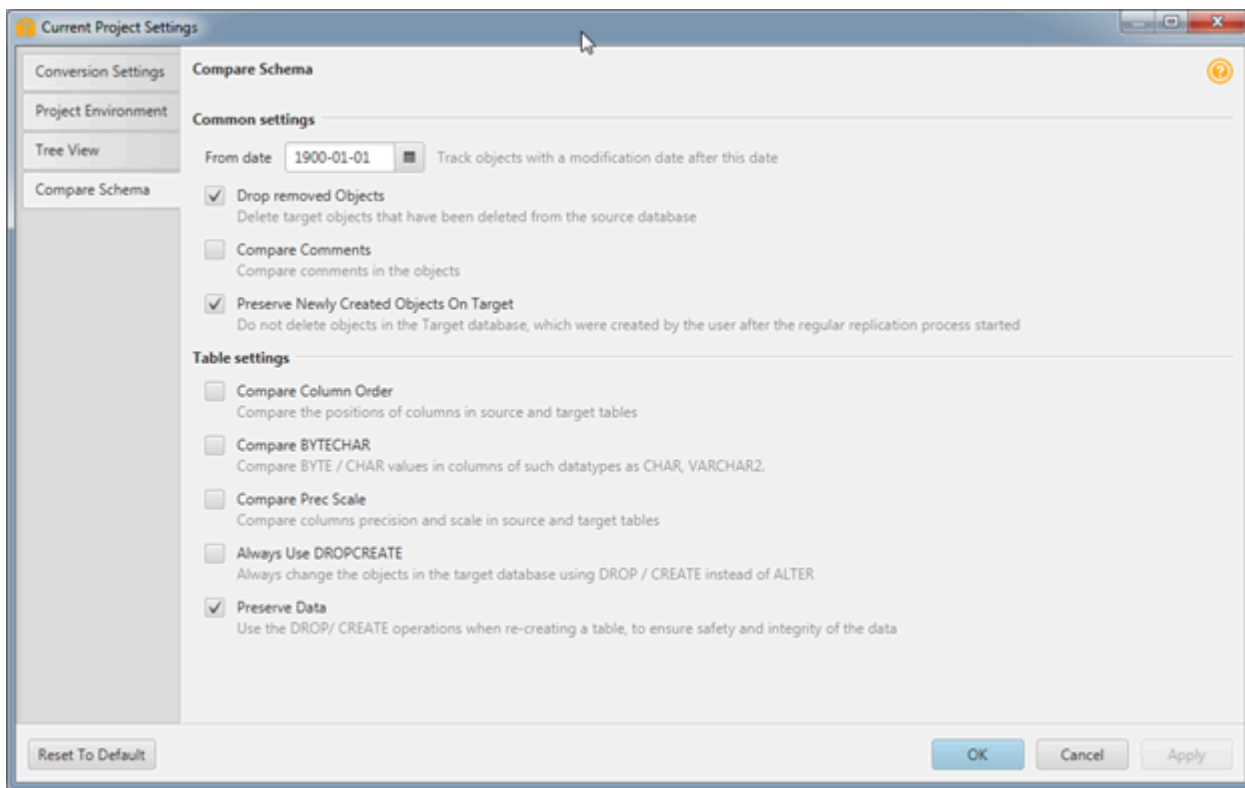 Current Project Settings
Conversion Settings
Project Environment
Tree View
Compare Schema
Compare Schema
Common settings
From date 1900-01-01 Track objects with a modification date after this date
Drop removed Objects
Delete target objects that have been deleted from the source database
Compare Comments
Compare comments in the objects
Preserve Newly Created Objects On Target
Do not delete objects in the Target database, which were created by the user after the regular replication process started
Table settings
Compare Column Order
Compare the positions of columns in source and target tables
Compare BYTECHAR
Compare BYTE / CHAR values in columns of such datatypes as CHAR, VARCHAR2.
Compare Prec Scale
Compare columns precision and scale in source and target tables
Always Use DROPCREATE
Always change the objects in the target database using DROP / CREATE instead of ALTER
Preserve Data
Use the DROP/ CREATE operations when re-creating a table, to ensure safety and integrity of the data
Reset To Default OK Cancel Apply